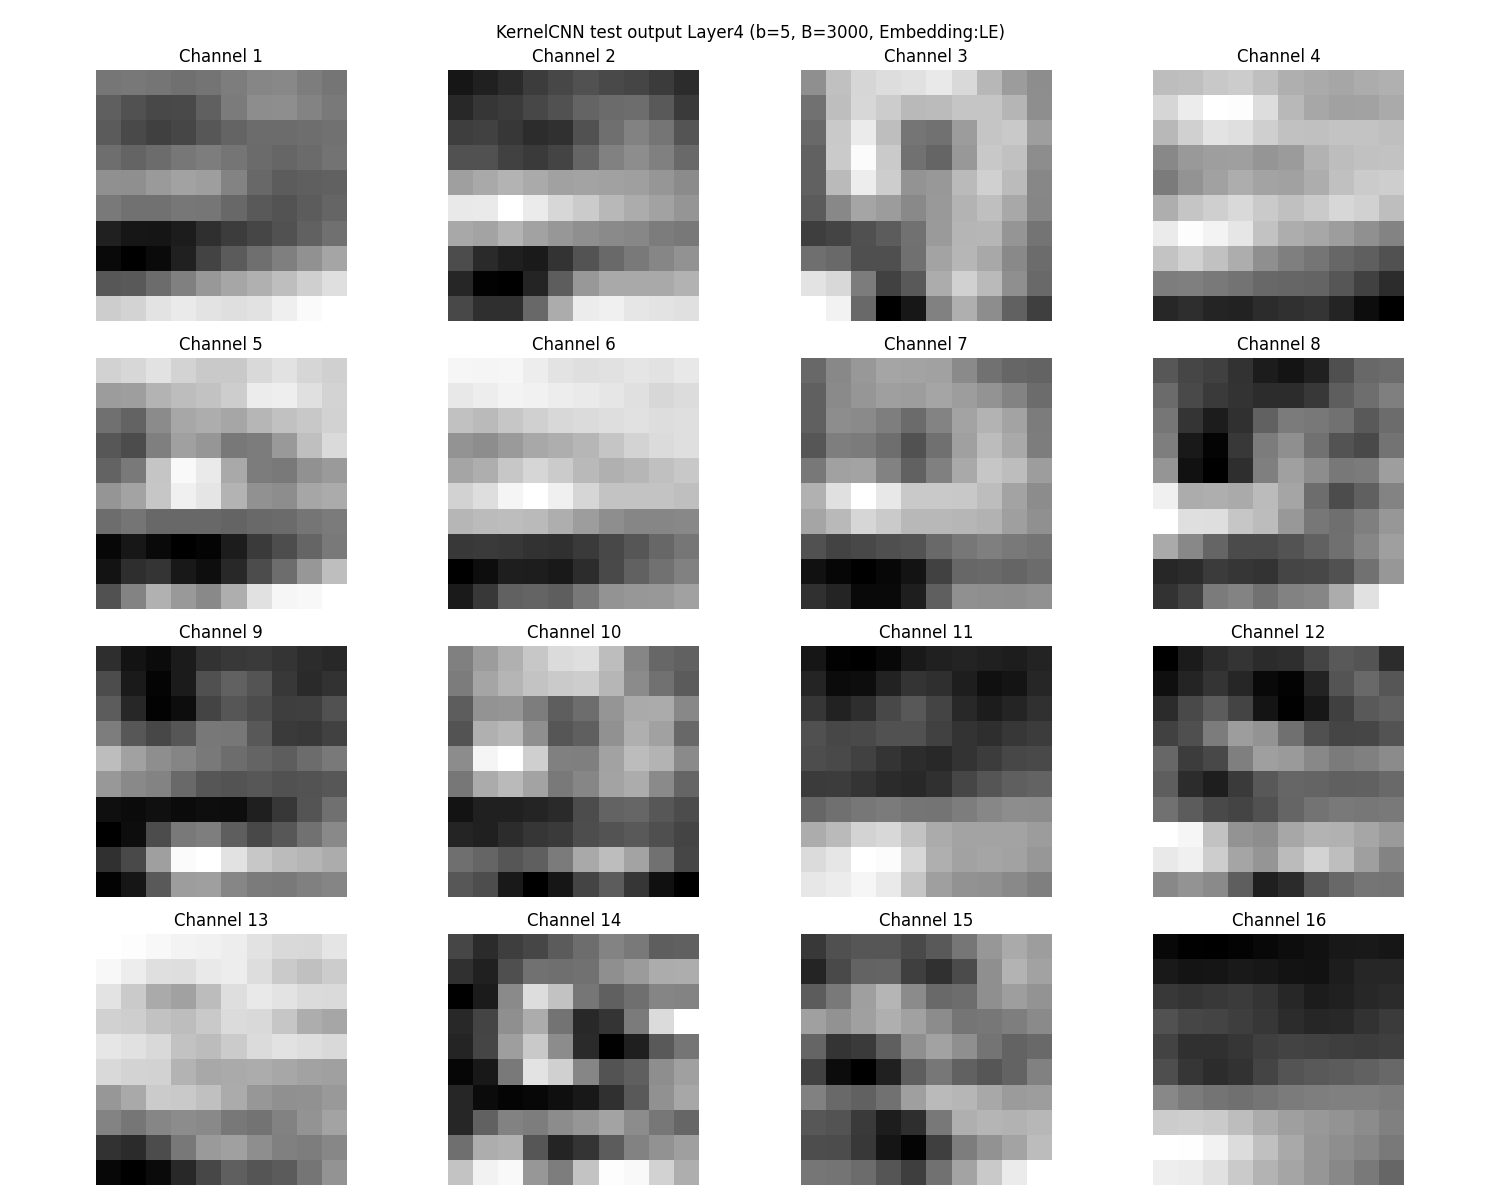 KernelCNN test output Layer4 (b=5, B=3000, Embedding:LE)
Channel 1
Channel 2
Channel 3
Channel 4
Channel 5
Channel 6
Channel 7
Channel 8
Channel 9
Channel 10
Channel 11
Channel 12
Channel 13
Channel 14
Channel 15
Channel 16